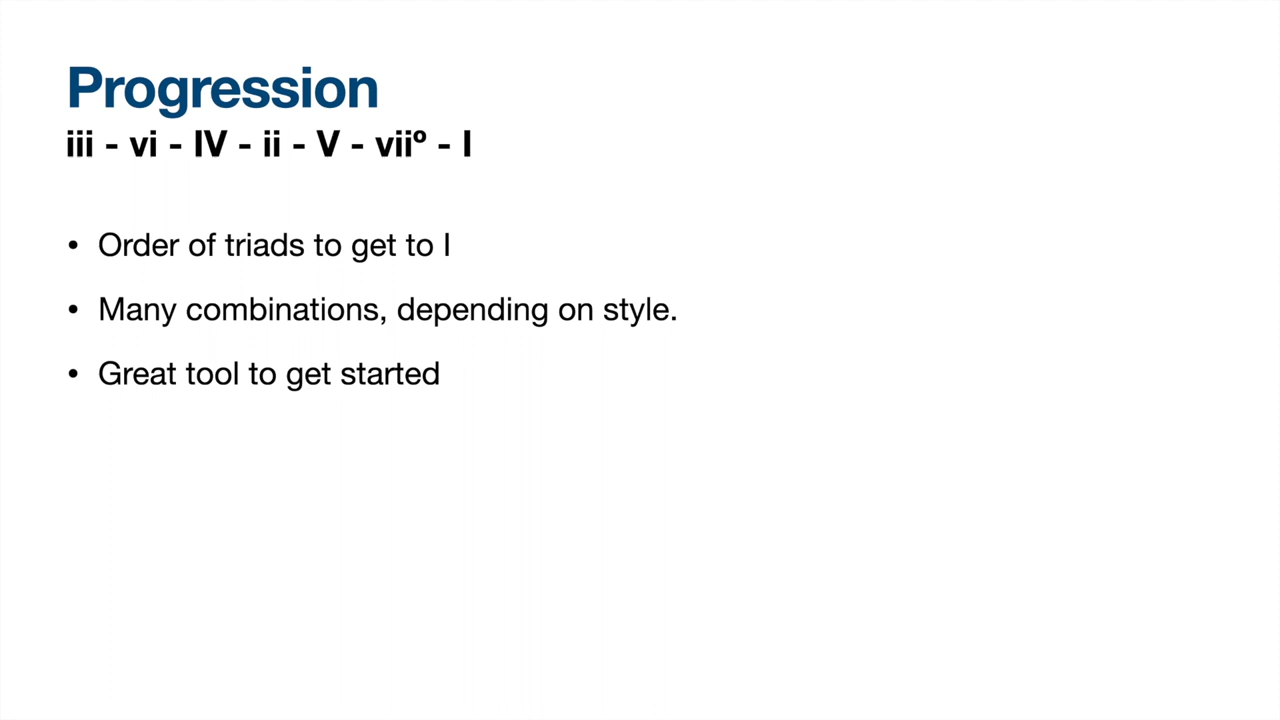 Progression
iii - vi - IV - ii - V - viiº - I
• Order of triads to get to I
• Many combinations, depending on style.
• Great tool to get started